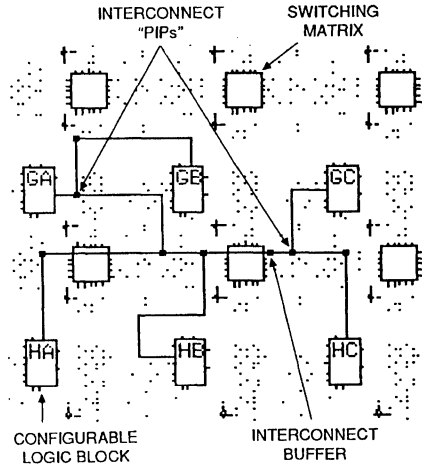 INTERCONNECT
“PIPs”
SWITCHING
MATRIX
GA
GB
GC
HA
HB
HC
CONFIGURABLE
LOGIC BLOCK
INTERCONNECT
BUFFER